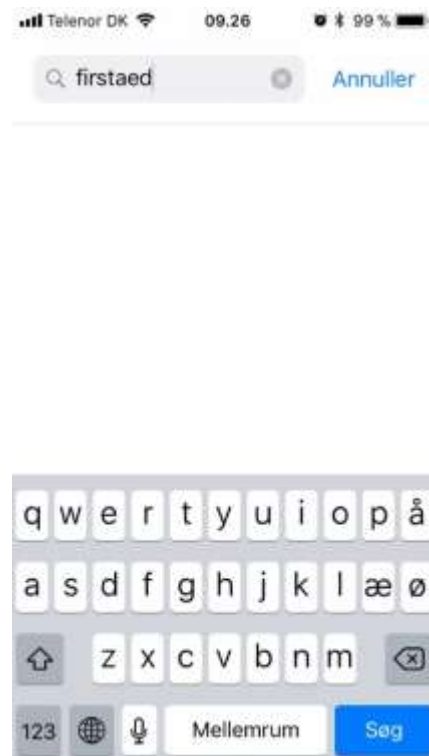 Telenor DK 09.26 99 %
firstaed Annuller
q w e r t y u i o p å
a s d f g h j k l æ ø
z x c v b n m
123 Mellemrum Søg